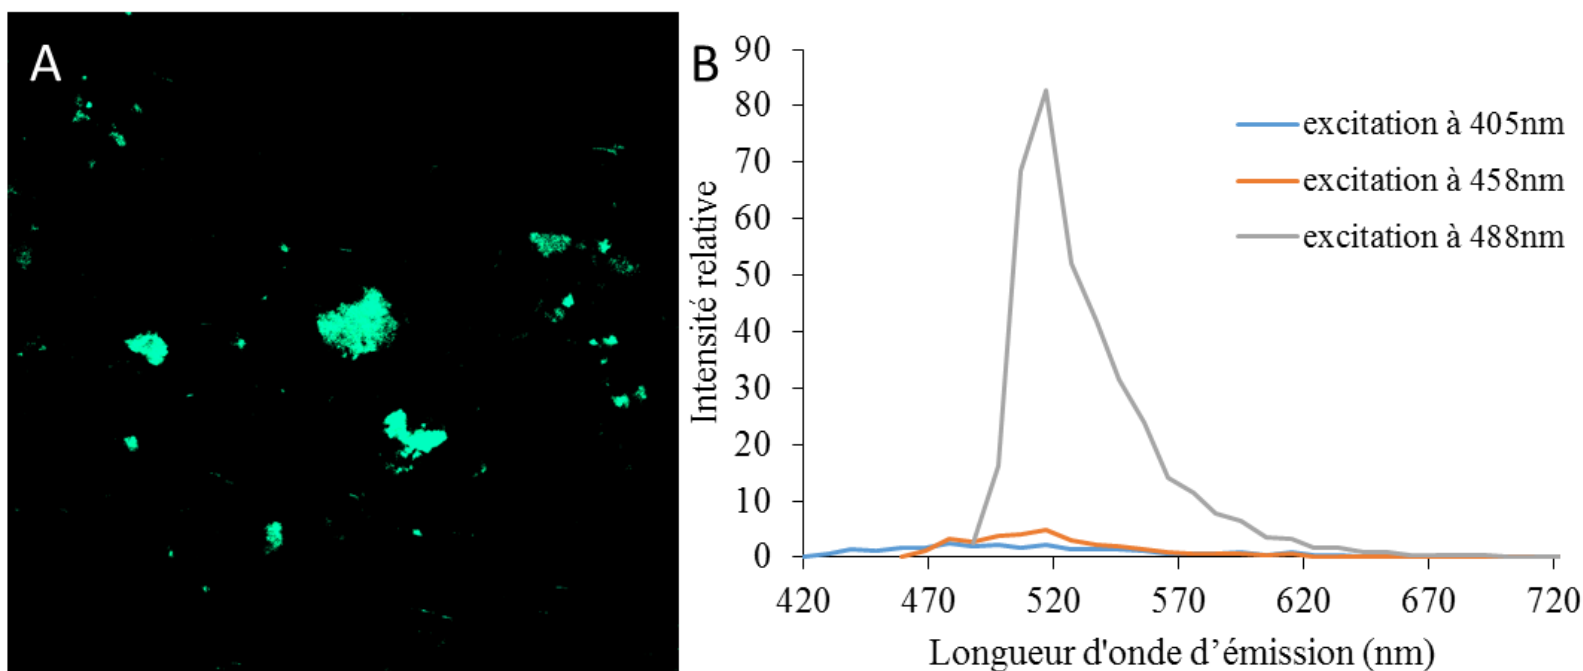 A
B
90
80
70
60
50
40
30
20
10
0
Intensité relative
excitation à 405nm
excitation à 458nm
excitation à 488nm
420 470 520 570 620 670 720
Longueur d'onde d’émission (nm)